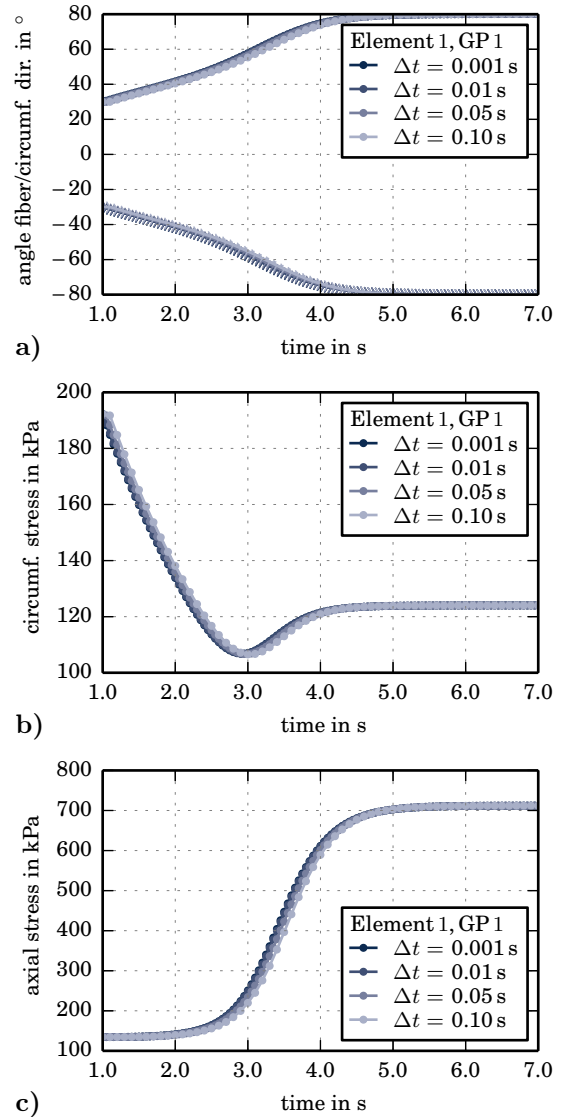 angle fiber/circumf. dir. in °
80
60
40
20
0
−20
−40
−60
−80
Element 1, GP 1
Δt = 0.001 s
Δt = 0.01 s
Δt = 0.05 s
Δt = 0.10 s
1.0 2.0 3.0 4.0 5.0 6.0 7.0
time in s
a)
circumf. stress in kPa
200
180
160
140
120
100
Element 1, GP 1
Δt = 0.001 s
Δt = 0.01 s
Δt = 0.05 s
Δt = 0.10 s
1.0 2.0 3.0 4.0 5.0 6.0 7.0
time in s
b)
axial stress in kPa
800
700
600
500
400
300
200
100
Element 1, GP 1
Δt = 0.001 s
Δt = 0.01 s
Δt = 0.05 s
Δt = 0.10 s
1.0 2.0 3.0 4.0 5.0 6.0 7.0
time in s
c)